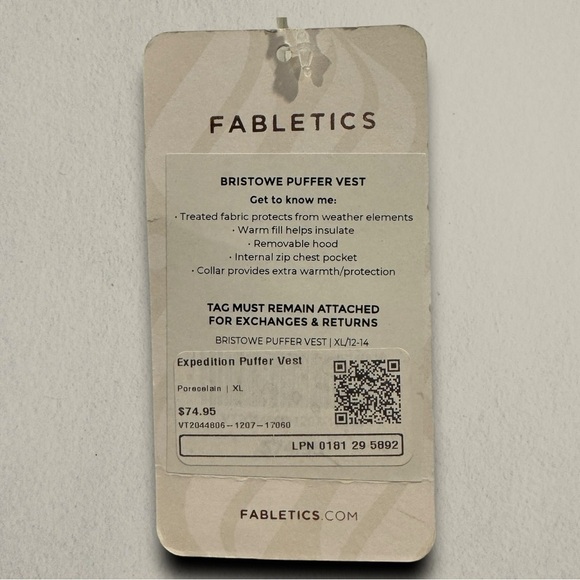 FABLETICS
BRISTOWE PUFFER VEST
Get to know me:
· Treated fabric protects from weather elements
· Warm fill helps insulate
· Removable hood
· Internal zip chest pocket
· Collar provides extra warmth/protection
TAG MUST REMAIN ATTACHED
FOR EXCHANGES & RETURNS
BRISTOWE PUFFER VEST | XL/12-14
Expedition Puffer Vest
Porcelain | XL
$74.95
VT2044806-1207-17060
LPN 0181 29 5892
FABLETICS.COM